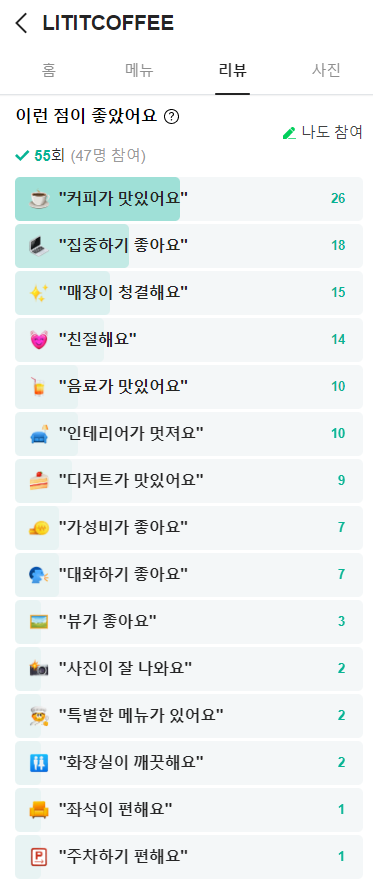 LITITCOFFEE
홈 메뉴 리뷰 사진
이런 점이 좋았어요 ?
나도 참여
55회 (47명 참여)
"커피가 맛있어요" 26
"집중하기 좋아요" 18
"매장이 청결해요" 15
"친절해요" 14
"음료가 맛있어요" 10
"인테리어가 멋져요" 10
"디저트가 맛있어요" 9
"가성비가 좋아요" 7
"대화하기 좋아요" 7
"뷰가 좋아요" 3
"사진이 잘 나와요" 2
"특별한 메뉴가 있어요" 2
"화장실이 깨끗해요" 2
"좌석이 편해요" 1
P "주차하기 편해요" 1